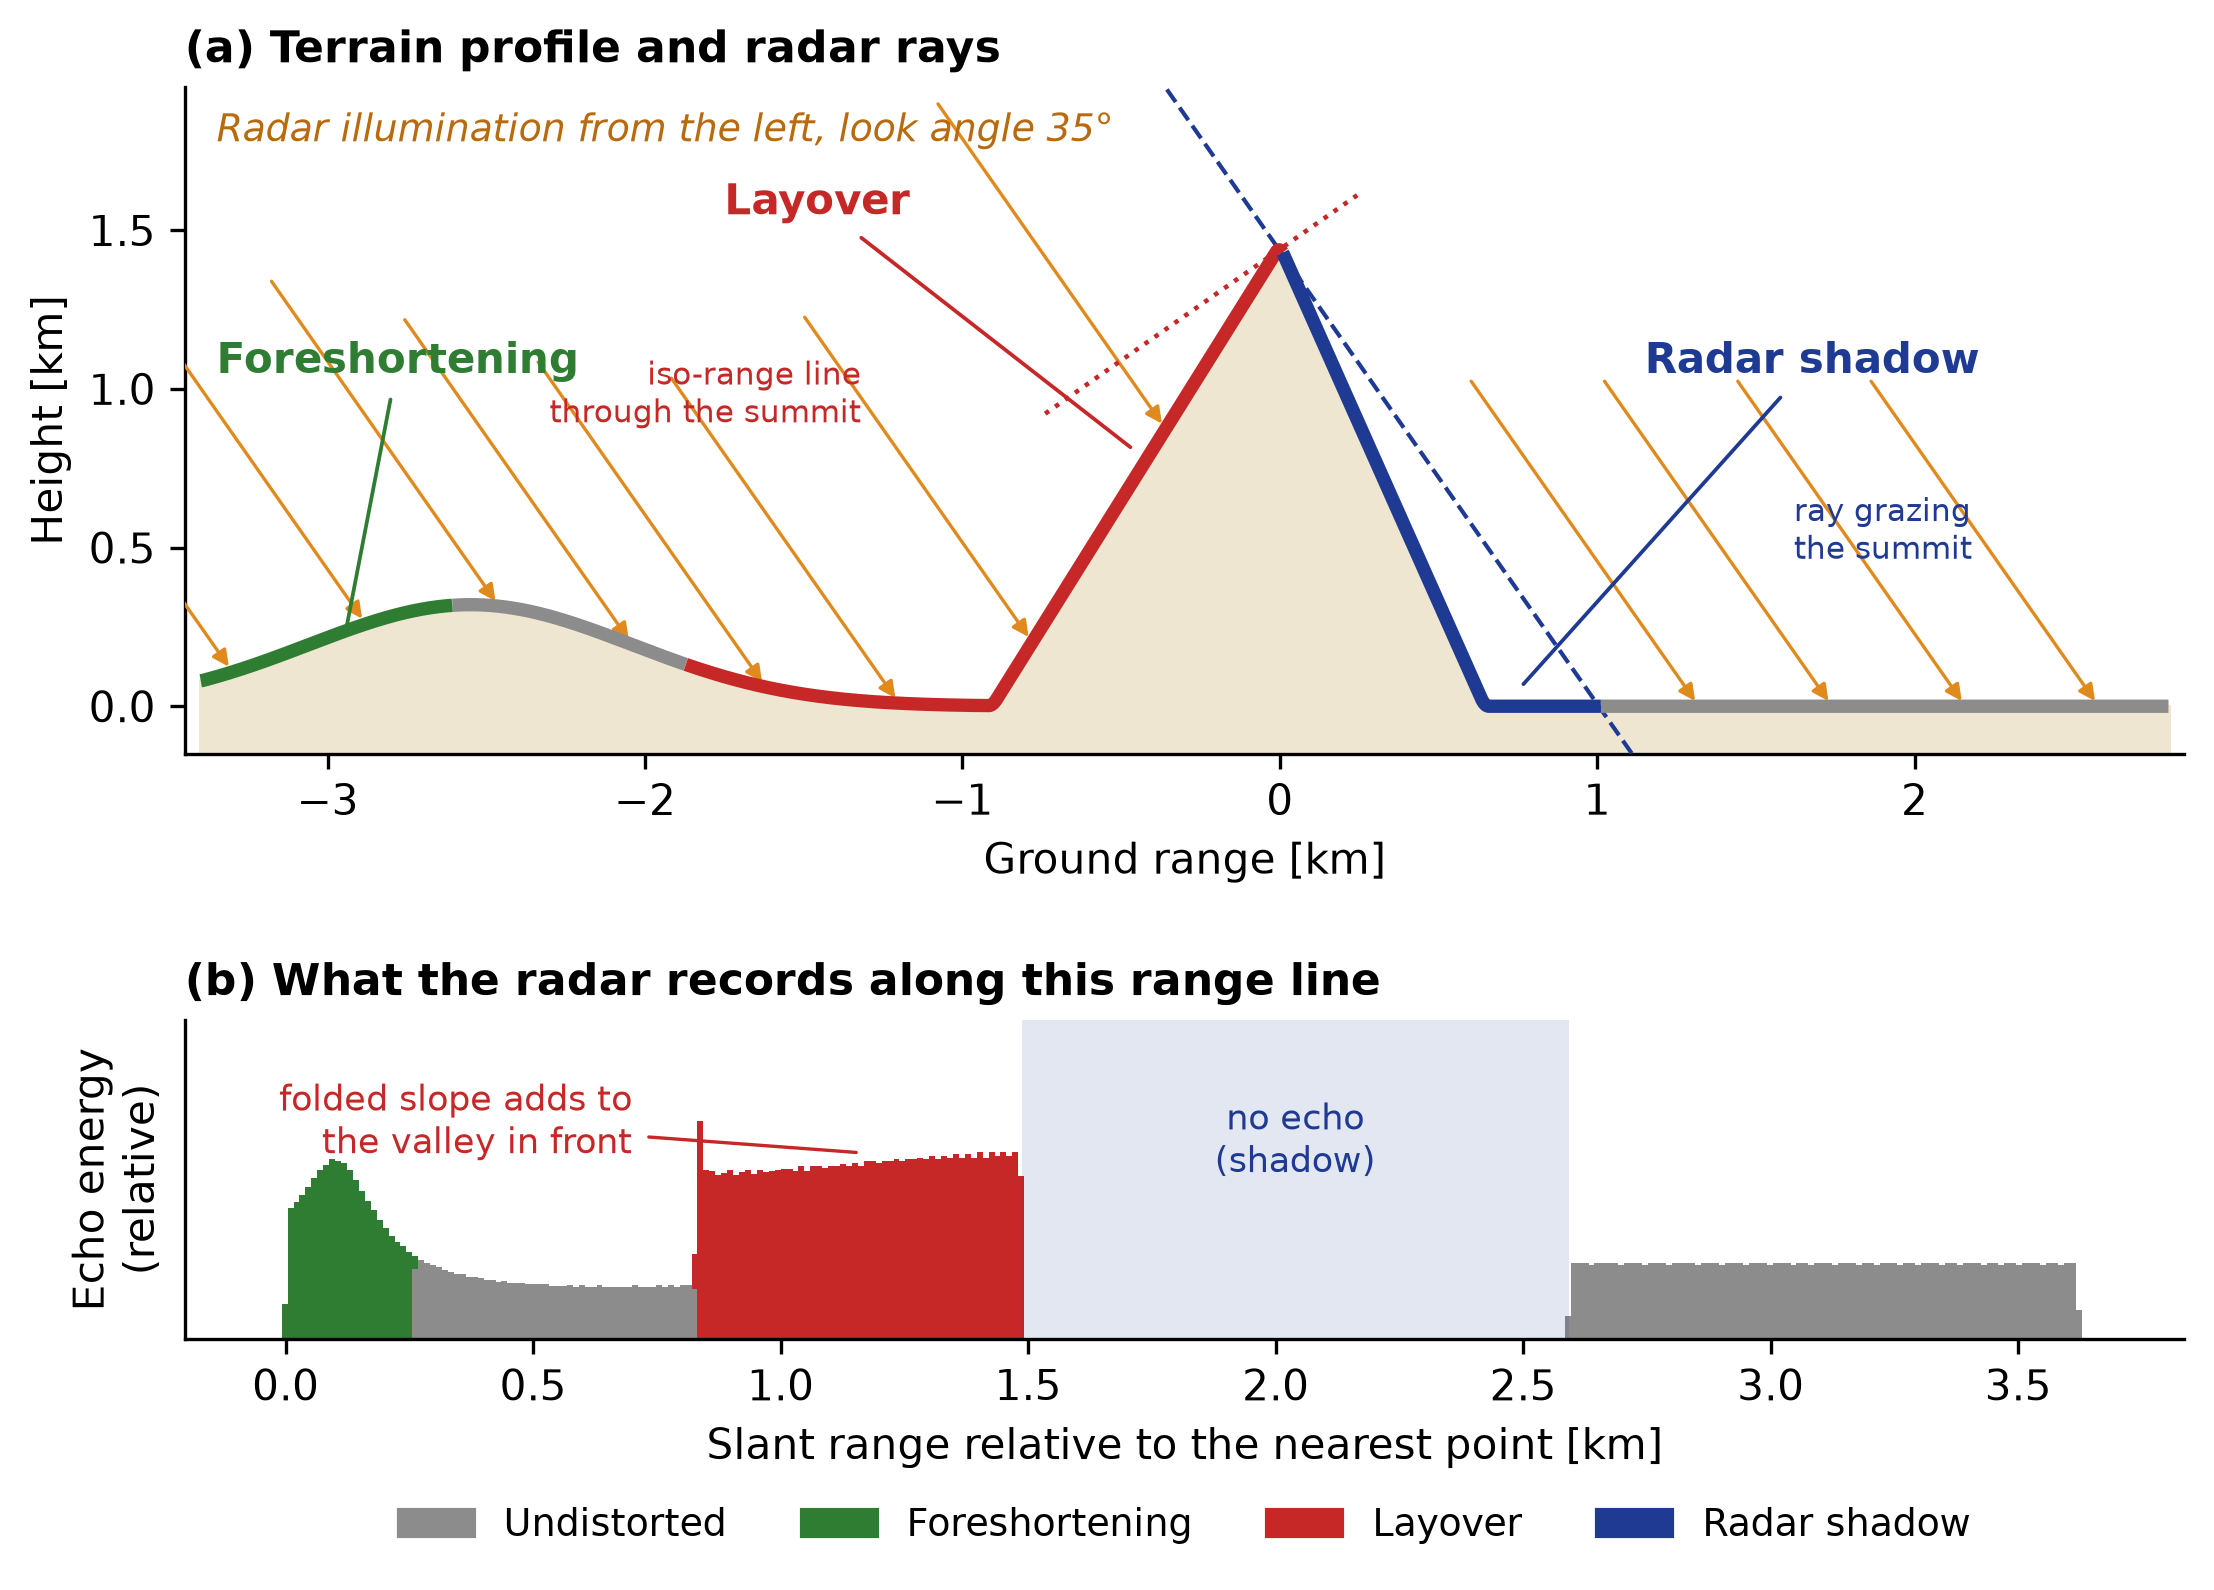 (a) Terrain profile and radar rays
Radar illumination from the left, look angle 35°
Layover
Foreshortening
iso-range line
through the summit
Radar shadow
ray grazing
the summit
Height [km]
1.5
1.0
0.5
0.0
−3
−2
−1
0
1
2
Ground range [km]
(b) What the radar records along this range line
Echo energy
(relative)
folded slope adds to
the valley in front
no echo
(shadow)
0.0
0.5
1.0
1.5
2.0
2.5
3.0
3.5
Slant range relative to the nearest point [km]
Undistorted
Foreshortening
Layover
Radar shadow